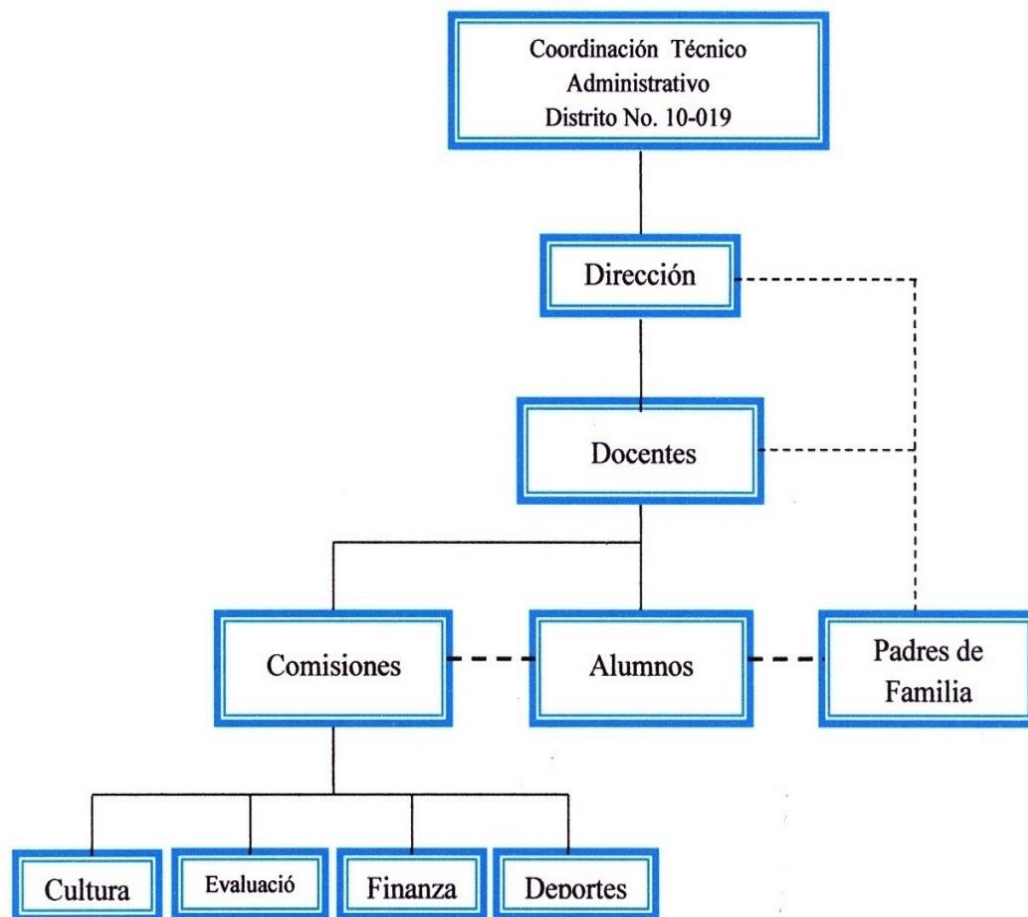 Coordinación Técnico
Administrativo
Distrito No. 10-019
Dirección
Docentes
Comisiones
Alumnos
Padres de
Familia
Cultura
Evaluació
Finanza
Deportes